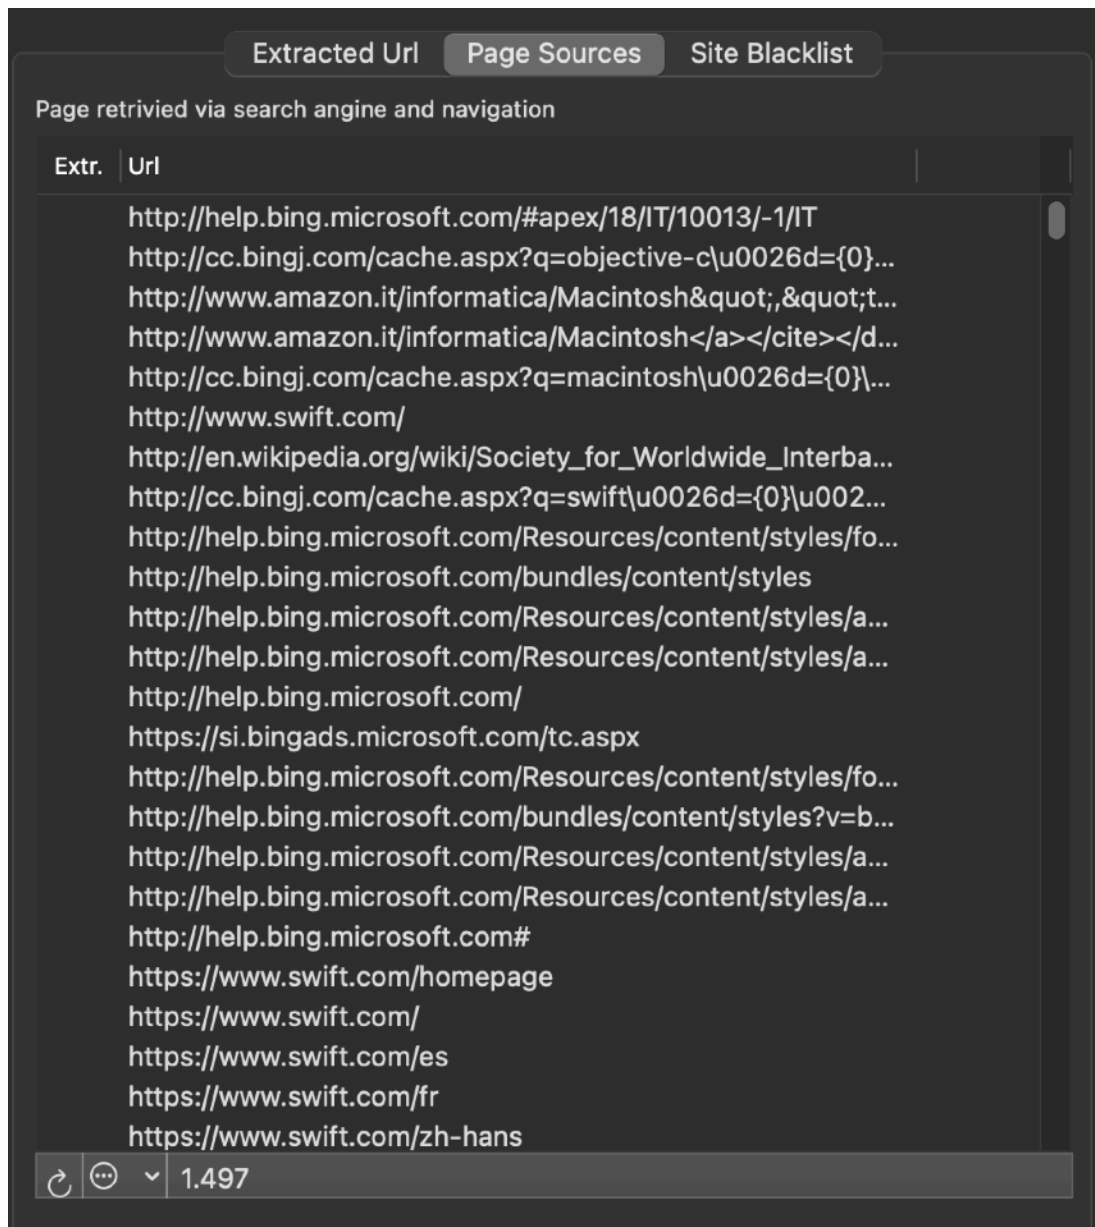 Extracted Url Page Sources Site Blacklist
Page retrivied via search angine and navigation
Extr. Url
http://help.bing.microsoft.com/#apex/18/IT/10013/-1/IT
http://cc.bingj.com/cache.aspx?q=objective-c\u0026d={0}...
http://www.amazon.it/informatica/Macintosh&quot;,&quot;t...
http://www.amazon.it/informatica/Macintosh</a></cite></d...
http://cc.bingj.com/cache.aspx?q=macintosh\u0026d={0}\...
http://www.swift.com/
http://en.wikipedia.org/wiki/Society_for_Worldwide_Interba...
http://cc.bingj.com/cache.aspx?q=swift\u0026d={0}\u002...
http://help.bing.microsoft.com/Resources/content/styles/fo...
http://help.bing.microsoft.com/bundles/content/styles
http://help.bing.microsoft.com/Resources/content/styles/a...
http://help.bing.microsoft.com/Resources/content/styles/a...
http://help.bing.microsoft.com/
https://si.bingads.microsoft.com/tc.aspx
http://help.bing.microsoft.com/Resources/content/styles/fo...
http://help.bing.microsoft.com/bundles/content/styles?v=b...
http://help.bing.microsoft.com/Resources/content/styles/a...
http://help.bing.microsoft.com/Resources/content/styles/a...
http://help.bing.microsoft.com#
https://www.swift.com/homepage
https://www.swift.com/
https://www.swift.com/es
https://www.swift.com/fr
https://www.swift.com/zh-hans
1.497